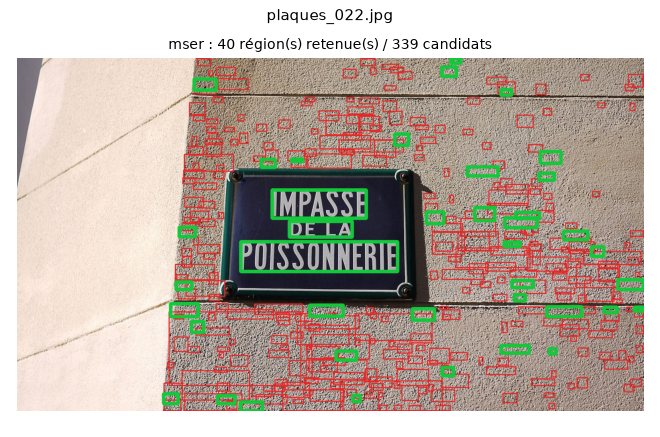 plaques_022.jpg
mser : 40 région(s) retenue(s) / 339 candidats
IMPASSE
DE LA
POISSONNERIE